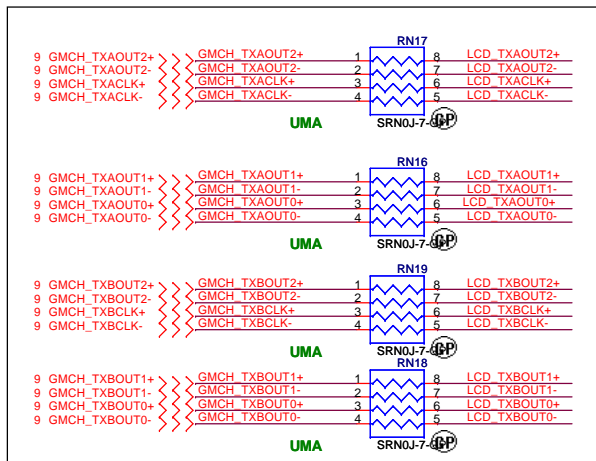 RN17
9 GMCH_TXAOUT2+ GMCH_TXAOUT2+ 1 8 LCD_TXAOUT2+
9 GMCH_TXAOUT2- GMCH_TXAOUT2- 2 7 LCD_TXAOUT2-
9 GMCH_TXACLK+ GMCH_TXACLK+ 3 6 LCD_TXACLK+
9 GMCH_TXACLK- GMCH_TXACLK- 4 5 LCD_TXACLK-
UMA SRN0J-7-GP
RN16
9 GMCH_TXAOUT1+ GMCH_TXAOUT1+ 1 8 LCD_TXAOUT1+
9 GMCH_TXAOUT1- GMCH_TXAOUT1- 2 7 LCD_TXAOUT1-
9 GMCH_TXAOUT0+ GMCH_TXAOUT0+ 3 6 LCD_TXAOUT0+
9 GMCH_TXAOUT0- GMCH_TXAOUT0- 4 5 LCD_TXAOUT0-
UMA SRN0J-7-GP
RN19
9 GMCH_TXBOUT2+ GMCH_TXBOUT2+ 1 8 LCD_TXBOUT2+
9 GMCH_TXBOUT2- GMCH_TXBOUT2- 2 7 LCD_TXBOUT2-
9 GMCH_TXBCLK+ GMCH_TXBCLK+ 3 6 LCD_TXBCLK+
9 GMCH_TXBCLK- GMCH_TXBCLK- 4 5 LCD_TXBCLK-
UMA SRN0J-7-GP
RN18
9 GMCH_TXBOUT1+ GMCH_TXBOUT1+ 1 8 LCD_TXBOUT1+
9 GMCH_TXBOUT1- GMCH_TXBOUT1- 2 7 LCD_TXBOUT1-
9 GMCH_TXBOUT0+ GMCH_TXBOUT0+ 3 6 LCD_TXBOUT0+
9 GMCH_TXBOUT0- GMCH_TXBOUT0- 4 5 LCD_TXBOUT0-
UMA SRN0J-7-GP